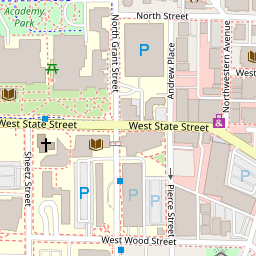 Academy
Park
North Street
North Grant Street
Andrew Place
Northwestern Avenue
West
P
West State Street
West State Street
Sheetz Street
P
P
P
P
Pierce Street
West Wood Street